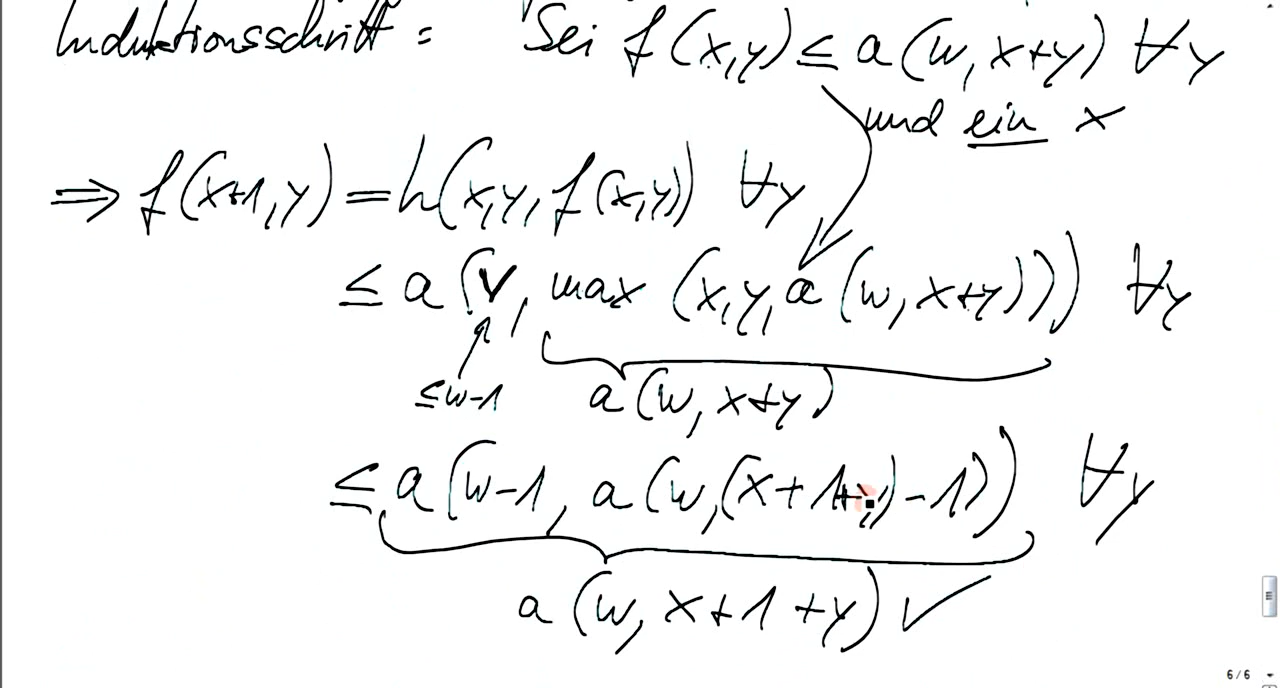 Induktionsschritt: Sei f(x,y) ≤ a(w, x+y) ∀y
und ein x
⇒ f(x+1,y) = h(x,y,f(x,y)) ∀y
≤ a(v, max(x,y,a(w,x+y))) ∀y
≤w-1 a(w,x+y)
≤ a(w-1, a(w,(x+1+y)-1)) ∀y
a(w, x+1+y) ✓
6/6